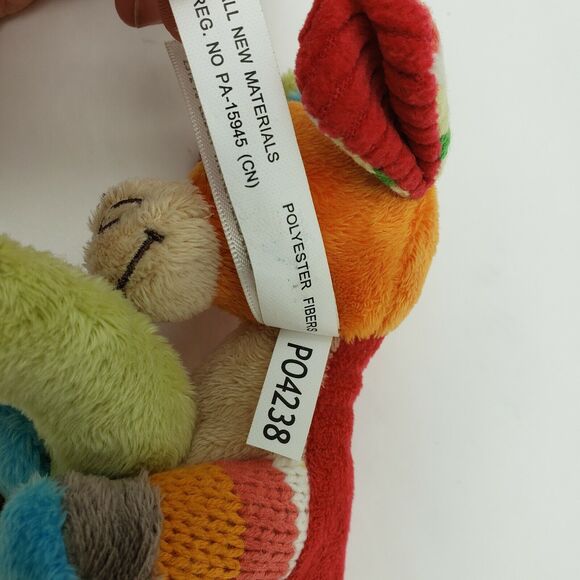 ALL NEW MATERIALS
REG. NO PA-15945 (CN)
POLYESTER FIBERS
PO4238